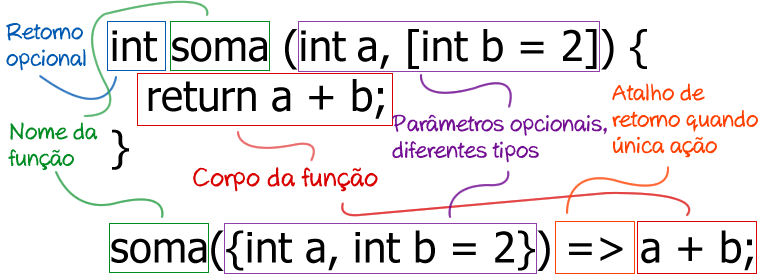 Retorno
opcional
int soma (int a, [int b = 2]) {
return a + b;
}
Nome da
função
Corpo da função
Parâmetros opcionais,
diferentes tipos
Atalho de
retorno quando
única ação
soma({int a, int b = 2}) => a + b;